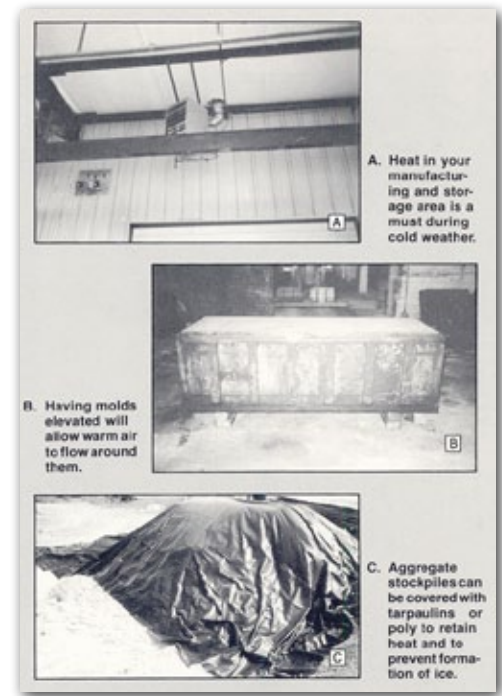 A. Heat in your
manufactur-
ing and stor-
age area is a
must during
cold weather.
A
B. Having molds
elevated will
allow warm air
to flow around
them.
B
C. Aggregate
stockpiles can
be covered with
tarpaulins or
poly to retain
heat and to
prevent forma-
tion of ice.
C